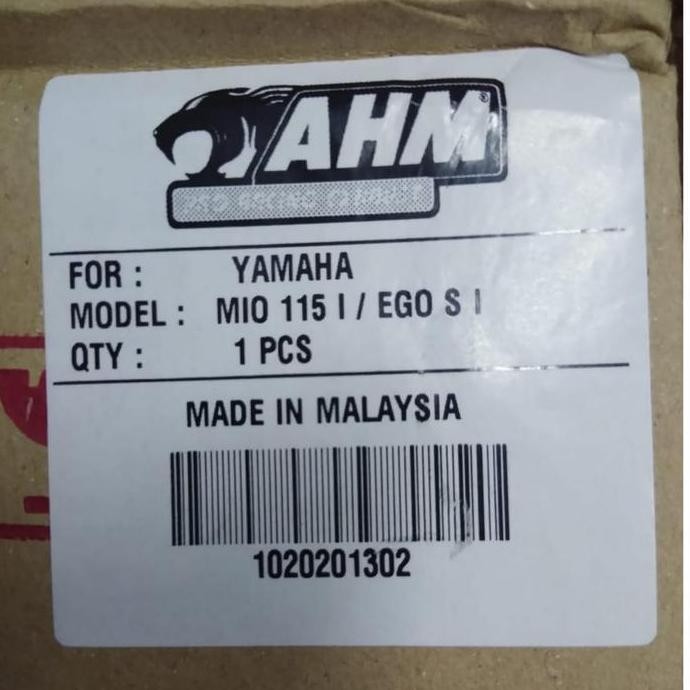 AHM®
FOR : YAMAHA
MODEL : MIO 115 I / EGO S I
QTY : 1 PCS
MADE IN MALAYSIA
1020201302